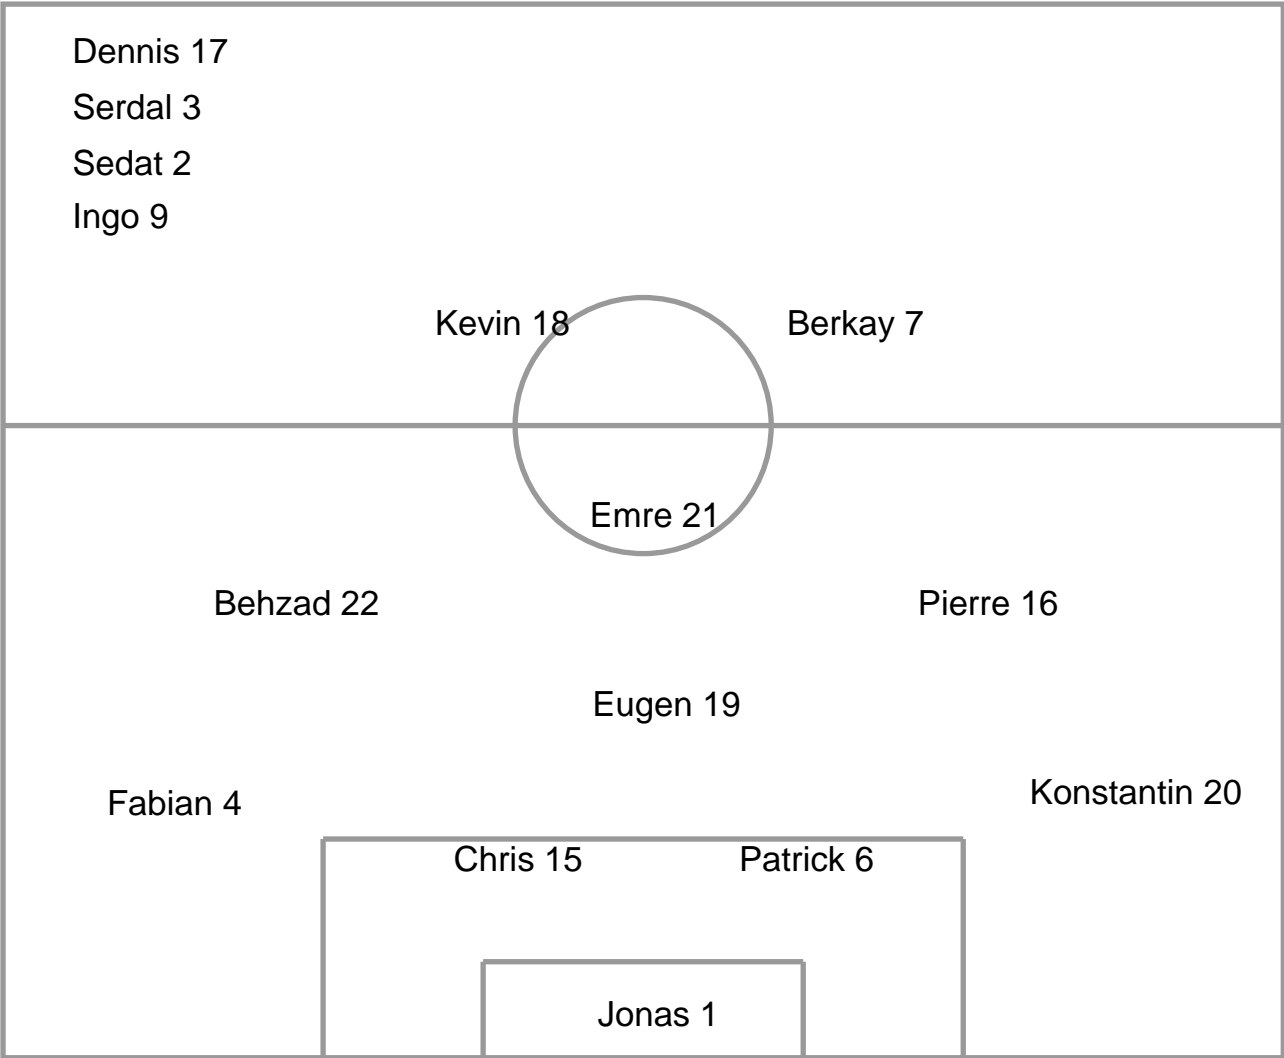 Dennis 17
Serdal 3
Sedat 2
Ingo 9
Kevin 18
Berkay 7
Emre 21
Behzad 22
Pierre 16
Eugen 19
Fabian 4
Konstantin 20
Chris 15
Patrick 6
Jonas 1